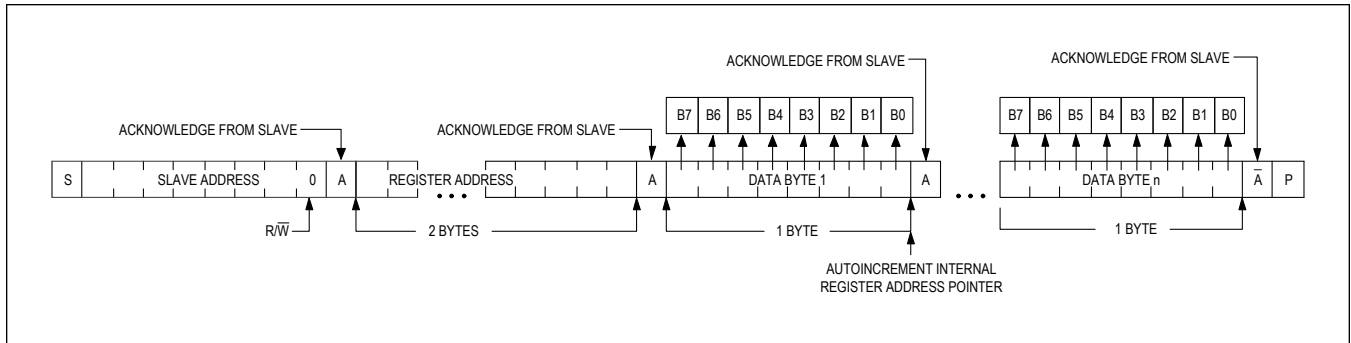 ACKNOWLEDGE FROM SLAVE ACKNOWLEDGE FROM SLAVE
B7 B6 B5 B4 B3 B2 B1 B0 B7 B6 B5 B4 B3 B2 B1 B0
ACKNOWLEDGE FROM SLAVE ACKNOWLEDGE FROM SLAVE
S SLAVE ADDRESS 0 A REGISTER ADDRESS ••• A DATA BYTE 1 A ••• DATA BYTE n A̅ P
R/W̅ 2 BYTES 1 BYTE 1 BYTE
AUTOINCREMENT INTERNAL
REGISTER ADDRESS POINTER